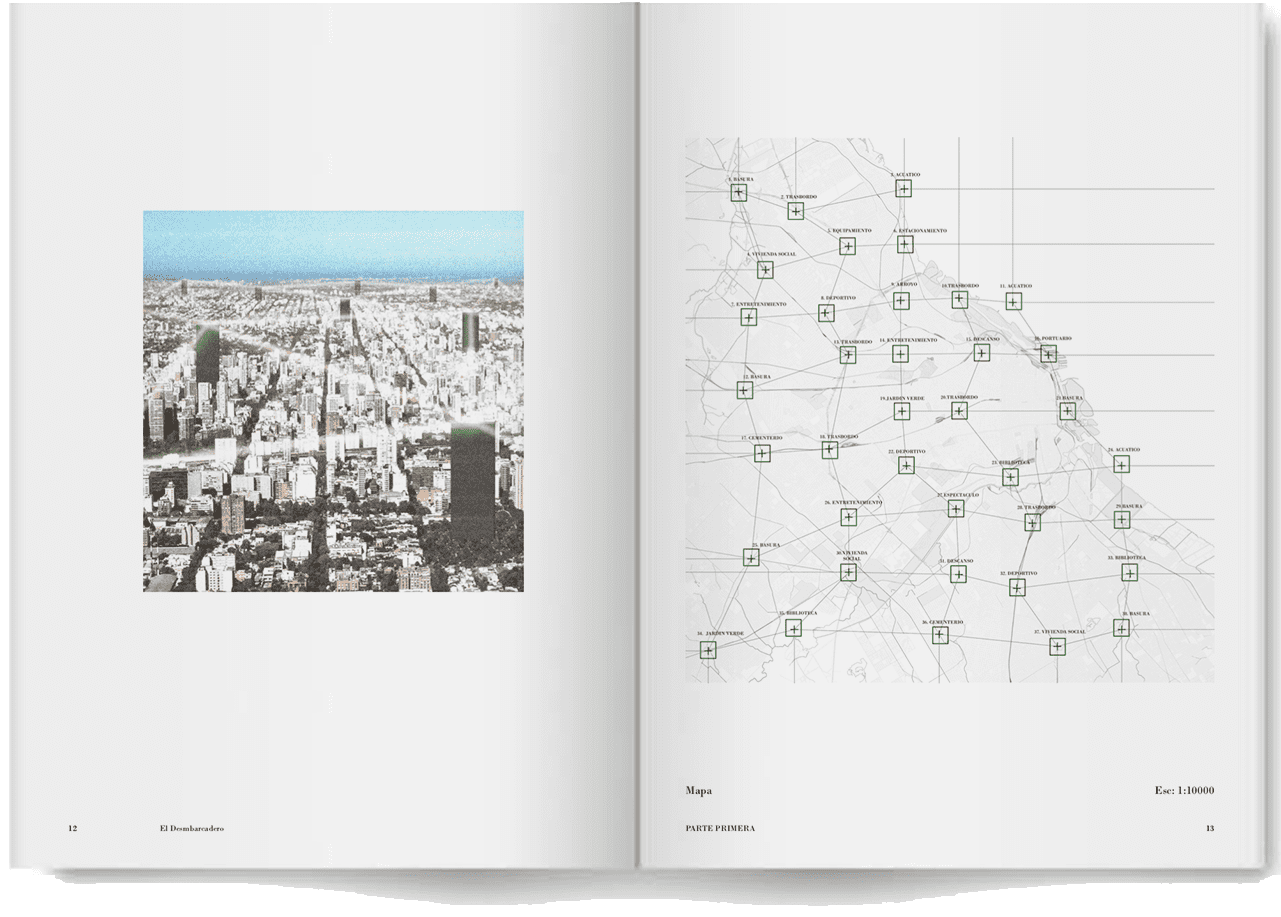 1. BASURA
2. TRASBORDO
3. ACUATICO
4. VIVIENDA SOCIAL
5. EQUIPAMIENTO
6. ESTACIONAMIENTO
7. ENTRETENIMIENTO
8. DEPORTIVO
9. ARROYO
10.TRASBORDO
11. ACUATICO
12. BASURA
13. TRASBORDO
14. ENTRETENIMIENTO
15. DESCANSO
16. PORTUARIO
17. CEMENTERIO
18. TRASBORDO
19.JARDIN VERDE
20.TRASBORDO
21.BASURA
22. DEPORTIVO
23. BIBLIOTECA
24. ACUATICO
25. BASURA
26. ENTRETENIMIENTO
27.ESPECTACULO
28. TRASBORDO
29.BASURA
30.VIVIENDA
SOCIAL
31. DESCANSO
32. DEPORTIVO
33. BIBLIOTECA
34. JARDIN VERDE
35. BIBLIOTECA
36. CEMENTERIO
37. VIVIENDA SOCIAL
38. BASURA
Mapa
Esc: 1:10000
12
El Desmbarcadero
PARTE PRIMERA
13